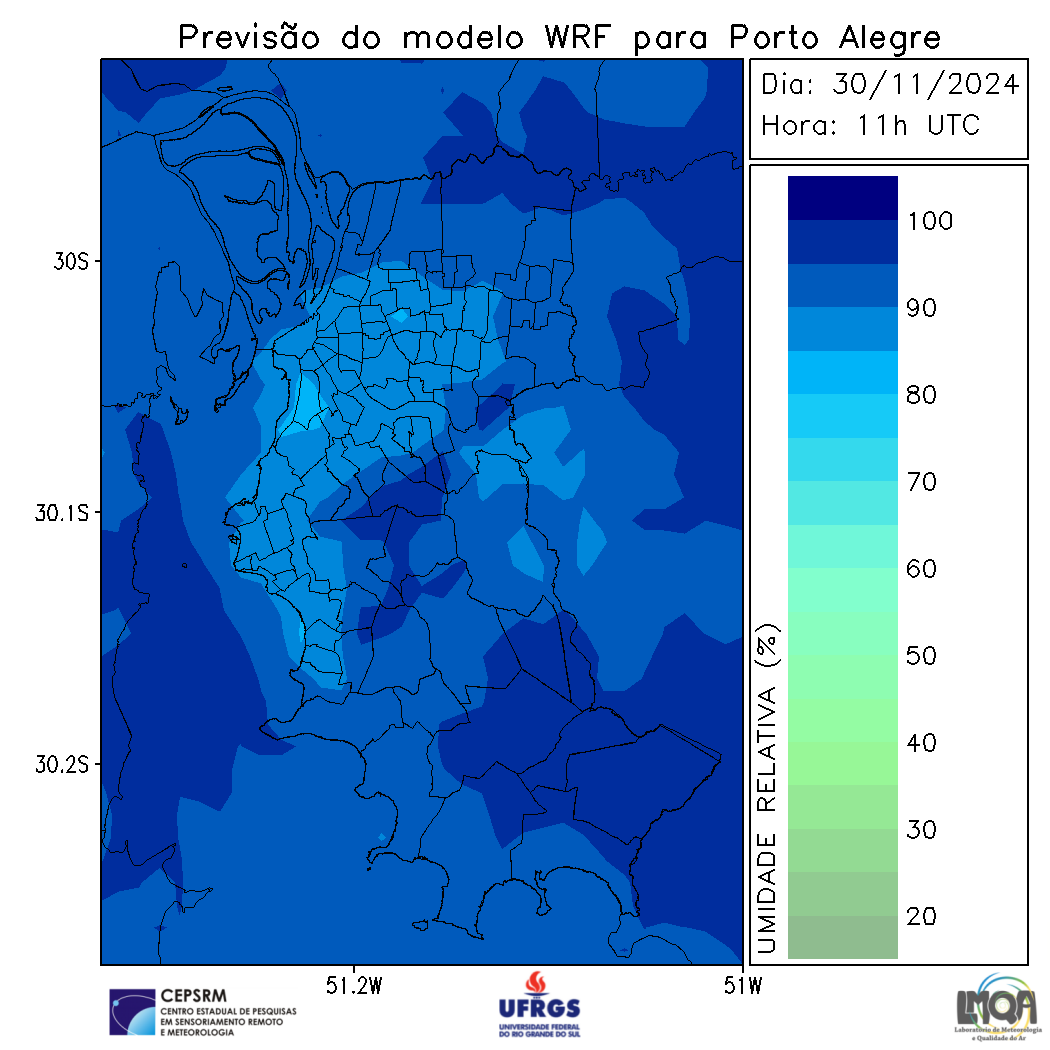 Previsão do modelo WRF para Porto Alegre
Dia: 30/11/2024
Hora: 11h UTC
30S
30.1S
30.2S
51.2W
51W
100
90
80
70
60
50
40
30
20
UMIDADE RELATIVA (%)
CEPSRM
CENTRO ESTADUAL DE PESQUISAS
EM SENSORIAMENTO REMOTO
E METEOROLOGIA
UFRGS
UNIVERSIDADE FEDERAL
DO RIO GRANDE DO SUL
LMQA
Laboratório de Meteorologia
e Qualidade do Ar